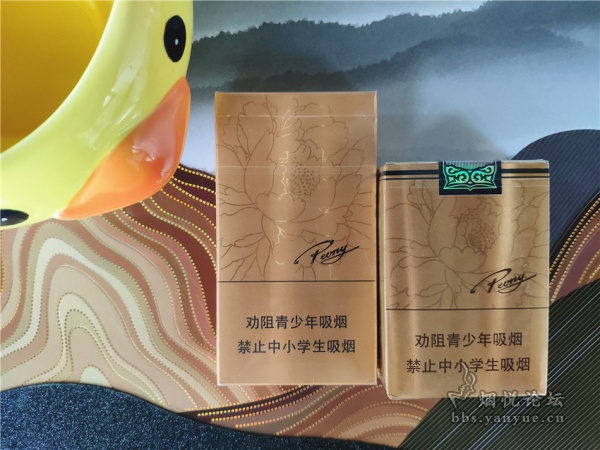 Peony
劝阻青少年吸烟
禁止中小学生吸烟
Peony
劝阻青少年吸烟
禁止中小学生吸烟
烟悦论坛
bbs.yanyue.cn